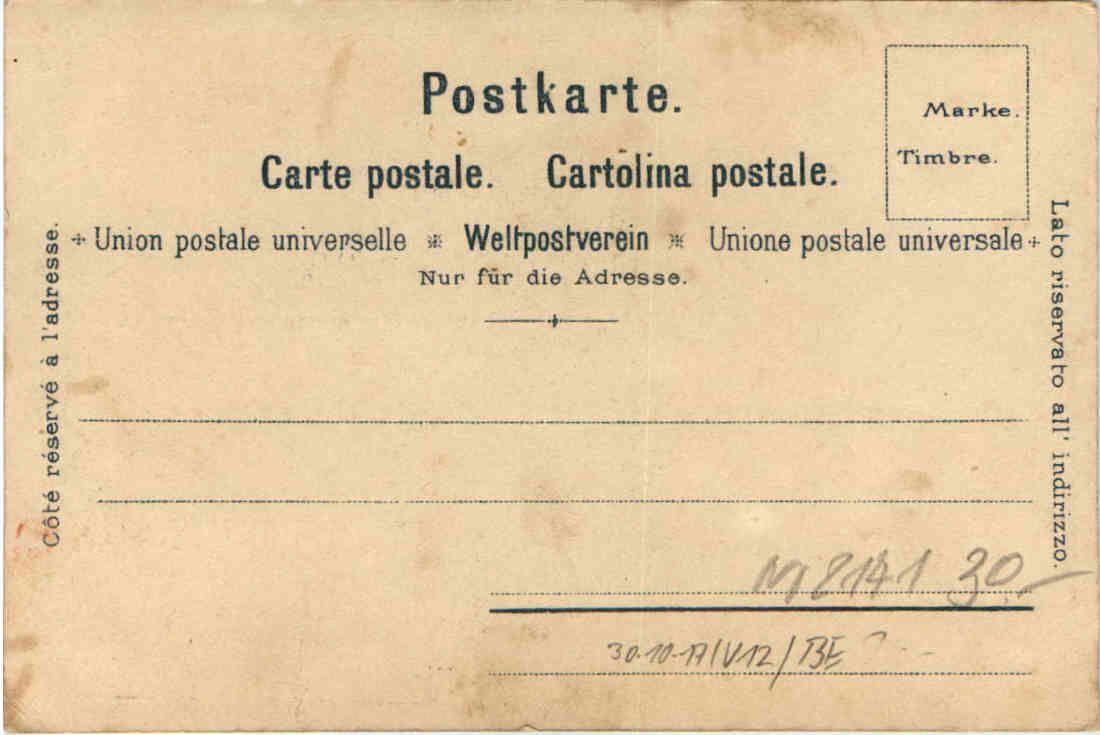 Postkarte.
Marke.
Timbre.
Carte postale. Cartolina postale.
Union postale universelle Weltpostverein Unione postale universale
Nur für die Adresse.
Côté réservé à l'adresse.
Lato riservato all' indirizzo.
30.-
30.10.17/V12/BE